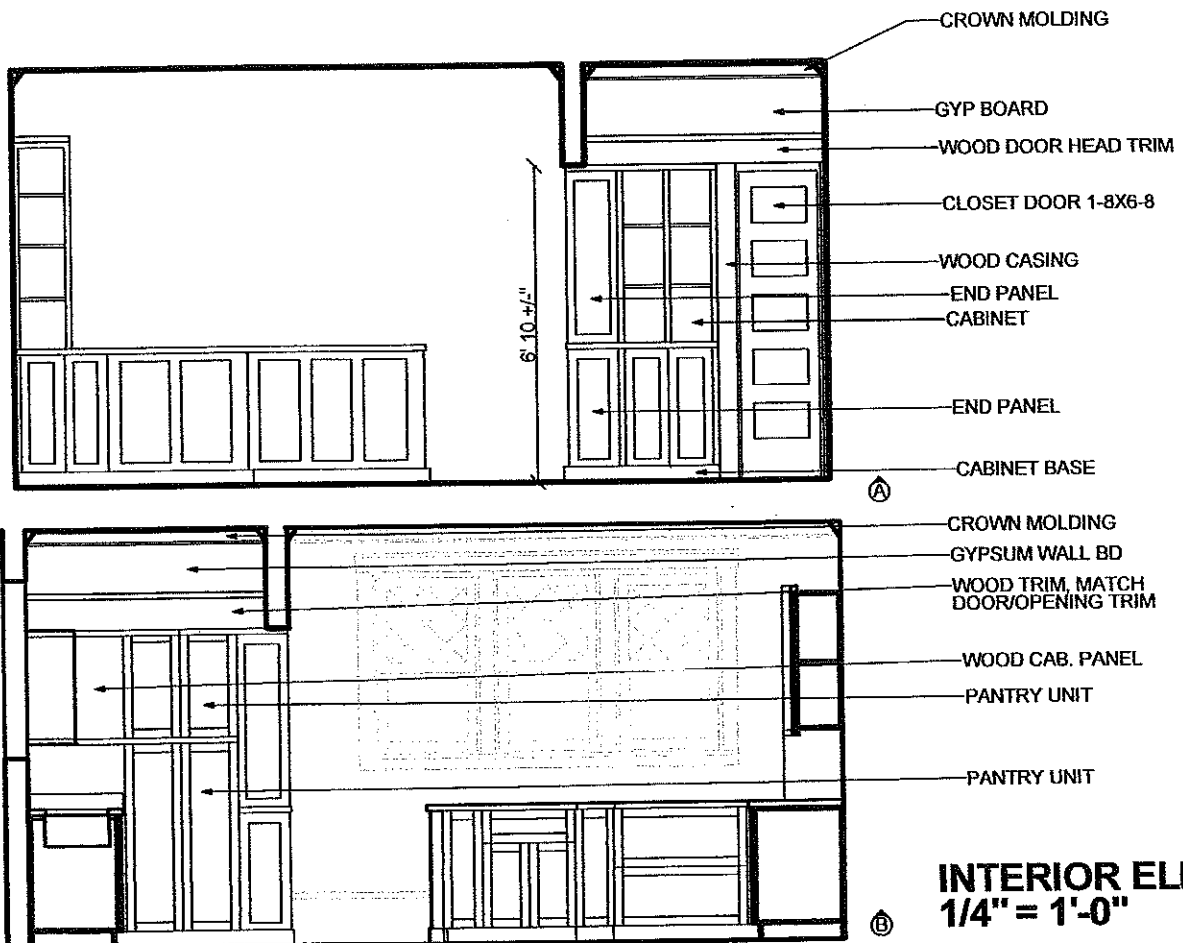 CROWN MOLDING
GYP BOARD
WOOD DOOR HEAD TRIM
CLOSET DOOR 1-8X6-8
WOOD CASING
END PANEL
CABINET
6' 10 +/-"
END PANEL
CABINET BASE
A
CROWN MOLDING
GYPSUM WALL BD
WOOD TRIM, MATCH
DOOR/OPENING TRIM
WOOD CAB. PANEL
PANTRY UNIT
PANTRY UNIT
INTERIOR ELE
1/4" = 1'-0"
B